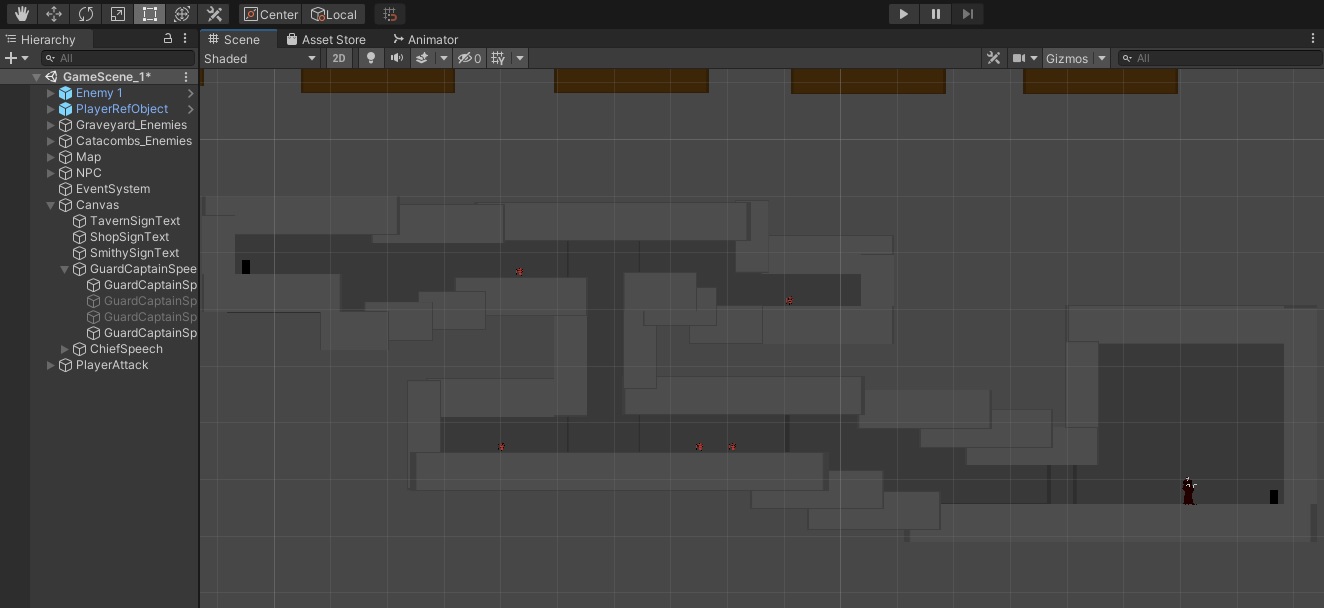 Center Local
Hierarchy Scene Asset Store Animator
All Shaded 2D 0 Gizmos All
GameScene_1*
Enemy 1
PlayerRefObject
Graveyard_Enemies
Catacombs_Enemies
Map
NPC
EventSystem
Canvas
TavernSignText
ShopSignText
SmithySignText
GuardCaptainSpee
GuardCaptainSp
GuardCaptainSp
GuardCaptainSp
GuardCaptainSp
ChiefSpeech
PlayerAttack